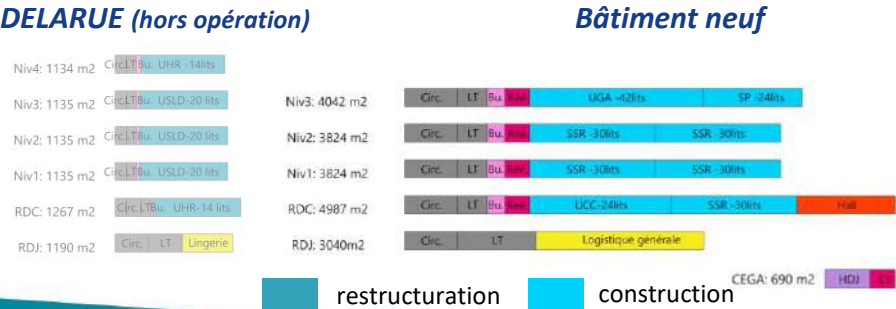 DELARUE (hors opération)
Bâtiment neuf
Niv4: 1134 m2 Circ. LT Bu. UHR -14lits
Niv3: 1135 m2 Circ. LT Bu. USLD-20 lits
Niv2: 1135 m2 Circ. LT Bu. USLD-20 lits
Niv1: 1135 m2 Circ. LT Bu. USLD-20 lits
RDC: 1267 m2 Circ. LT Bu. UHR-14 lits
RDJ: 1190 m2 Circ. LT Lingerie
Niv3: 4042 m2 Circ. LT Bu. UGA -42lits SP -24lits
Niv2: 3824 m2 Circ. LT Bu. SSR -30lits SSR -30lits
Niv1: 3824 m2 Circ. LT Bu. SSR -30lits SSR -30lits
RDC: 4987 m2 Circ. LT Bu. UCC-24lits SSR -30lits Hall
RDJ: 3040m2 Circ. LT Logistique générale
CEGA: 690 m2 HDJ
restructuration
construction